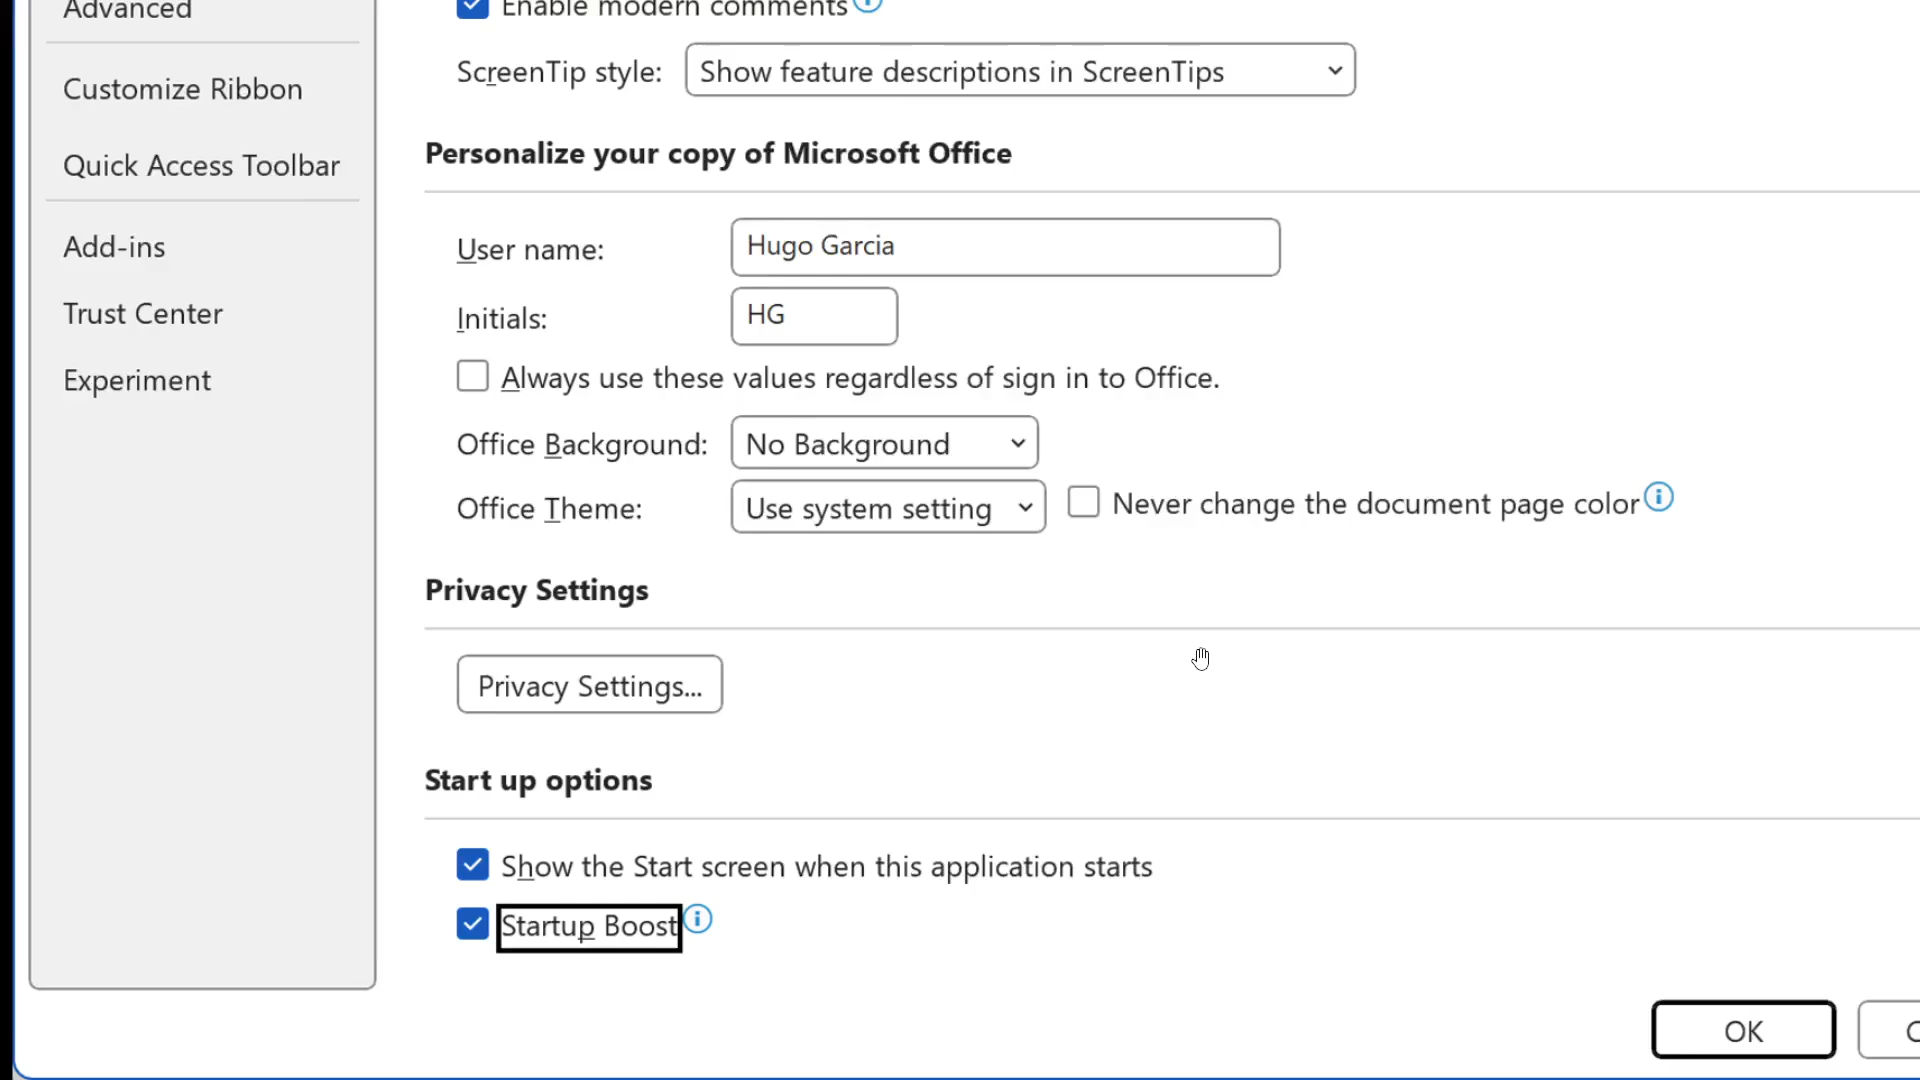 Advanced
Customize Ribbon
Quick Access Toolbar
Add-ins
Trust Center
Experiment
Enable modern comments
ScreenTip style: Show feature descriptions in ScreenTips
Personalize your copy of Microsoft Office
User name: Hugo Garcia
Initials: HG
Always use these values regardless of sign in to Office.
Office Background: No Background
Office Theme: Use system setting Never change the document page color
Privacy Settings
Privacy Settings...
Start up options
Show the Start screen when this application starts
Startup Boost
OK